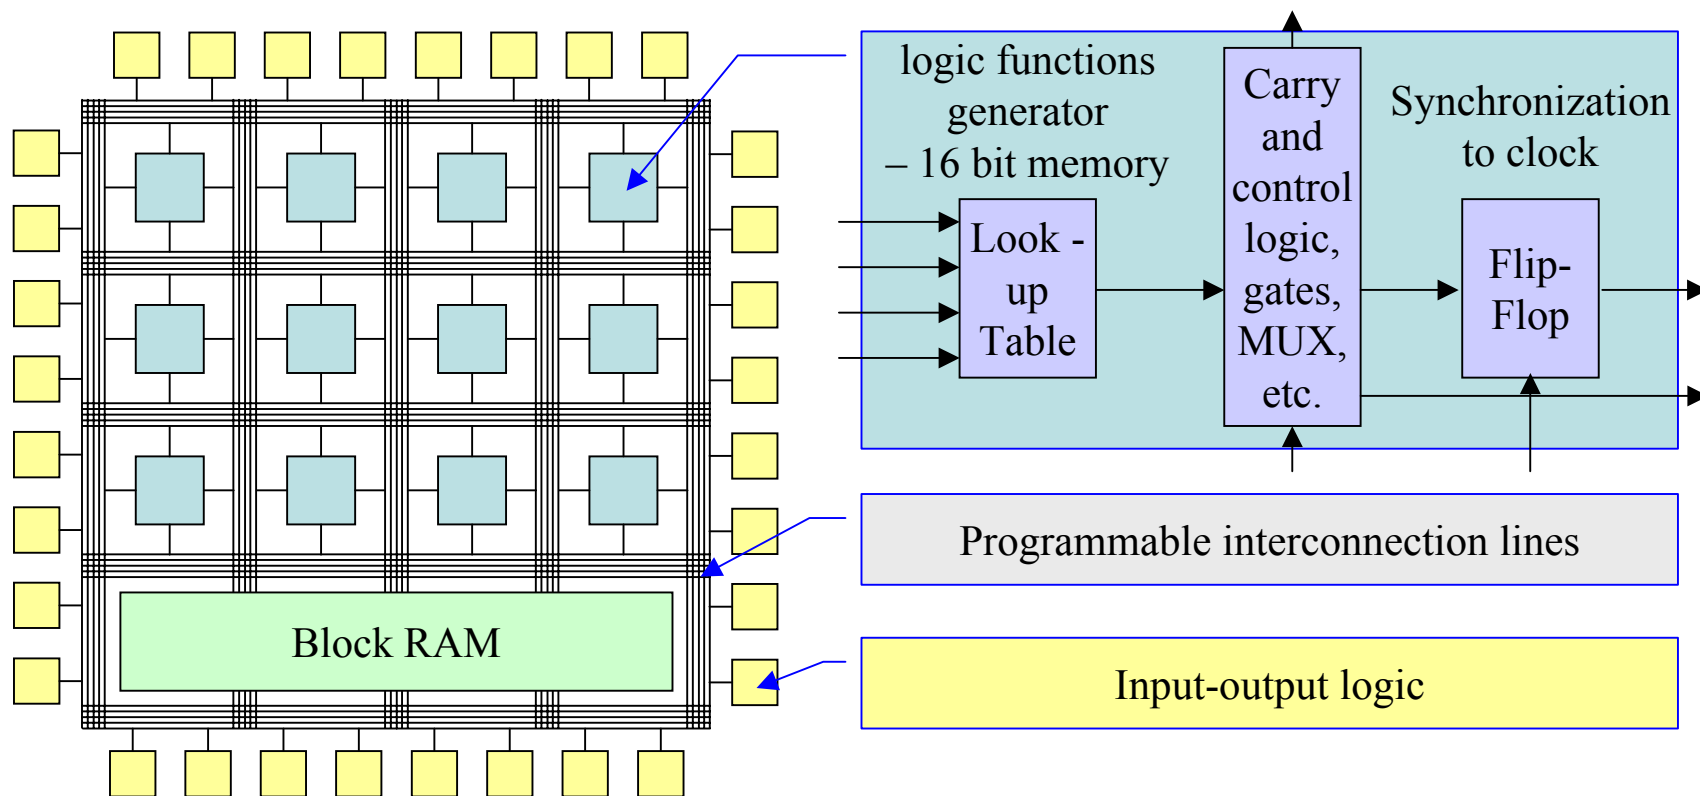 Block RAM
logic functions
generator
– 16 bit memory
Look -
up
Table
Carry
and
control
logic,
gates,
MUX,
etc.
Synchronization
to clock
Flip-
Flop
Programmable interconnection lines
Input-output logic